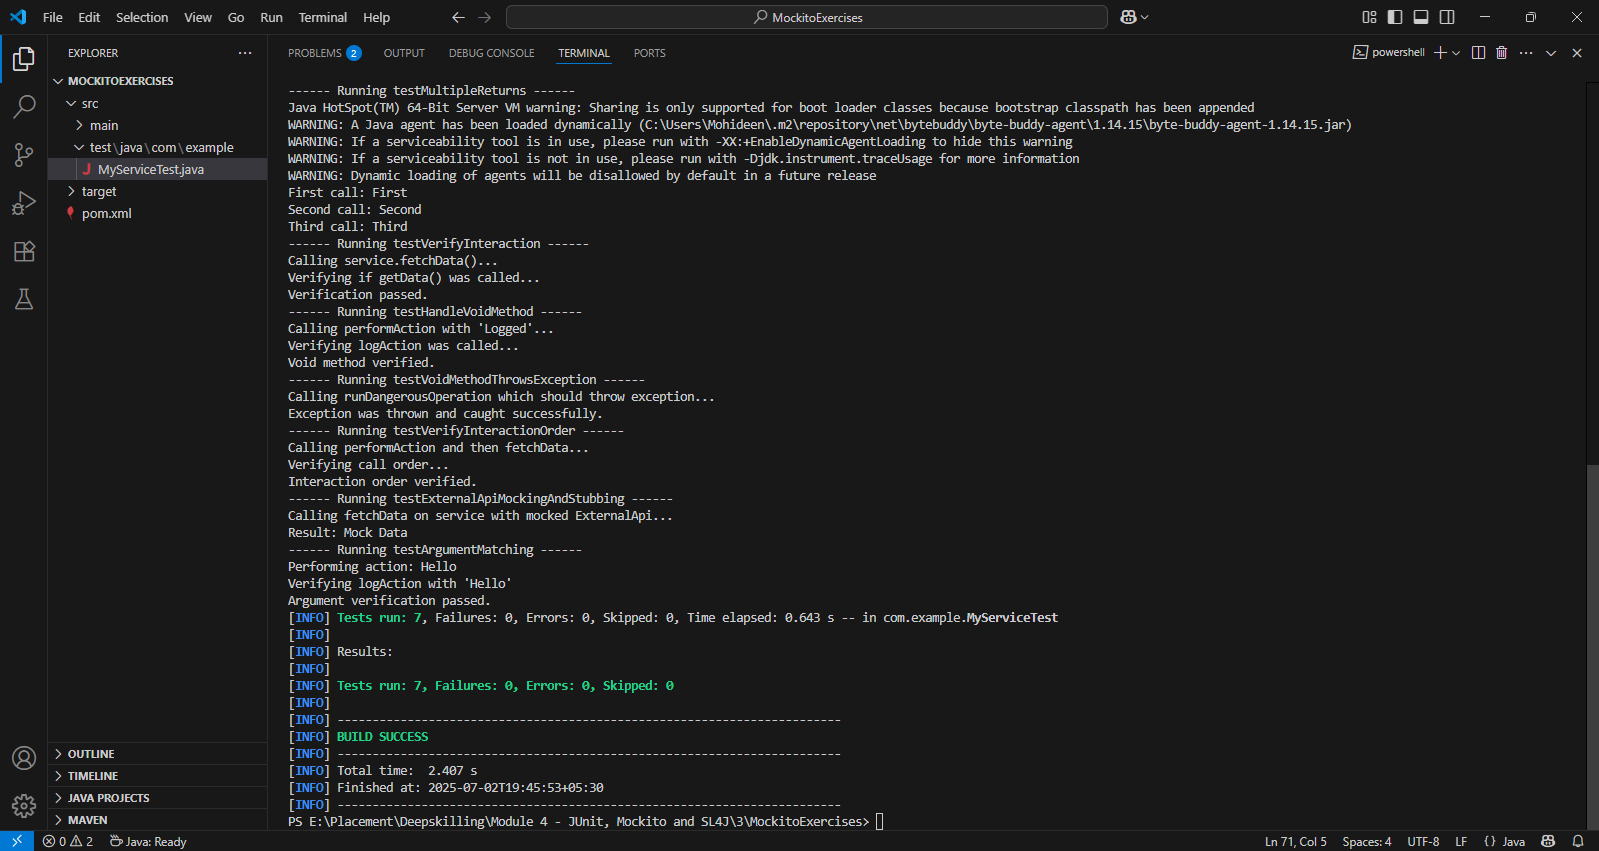 File Edit Selection View Go Run Terminal Help
MockitoExercises
EXPLORER
MOCKITOEXERCISES
src
main
test\java\com\example
J MyServiceTest.java
target
pom.xml
OUTLINE
TIMELINE
JAVA PROJECTS
MAVEN
PROBLEMS 2 OUTPUT DEBUG CONSOLE TERMINAL PORTS
powershell
------ Running testMultipleReturns ------
Java HotSpot(TM) 64-Bit Server VM warning: Sharing is only supported for boot loader classes because bootstrap classpath has been appended
WARNING: A Java agent has been loaded dynamically (C:\Users\Mohideen\.m2\repository\net\bytebuddy\byte-buddy-agent\1.14.15\byte-buddy-agent-1.14.15.jar)
WARNING: If a serviceability tool is in use, please run with -XX:+EnableDynamicAgentLoading to hide this warning
WARNING: If a serviceability tool is not in use, please run with -Djdk.instrument.traceUsage for more information
WARNING: Dynamic loading of agents will be disallowed by default in a future release
First call: First
Second call: Second
Third call: Third
------ Running testVerifyInteraction ------
Calling service.fetchData()...
Verifying if getData() was called...
Verification passed.
------ Running testHandleVoidMethod ------
Calling performAction with 'Logged'...
Verifying logAction was called...
Void method verified.
------ Running testVoidMethodThrowsException ------
Calling runDangerousOperation which should throw exception...
Exception was thrown and caught successfully.
------ Running testVerifyInteractionOrder ------
Calling performAction and then fetchData...
Verifying call order...
Interaction order verified.
------ Running testExternalApiMockingAndStubbing ------
Calling fetchData on service with mocked ExternalApi...
Result: Mock Data
------ Running testArgumentMatching ------
Performing action: Hello
Verifying logAction with 'Hello'
Argument verification passed.
[INFO] Tests run: 7, Failures: 0, Errors: 0, Skipped: 0, Time elapsed: 0.643 s -- in com.example.MyServiceTest
[INFO]
[INFO] Results:
[INFO]
[INFO] Tests run: 7, Failures: 0, Errors: 0, Skipped: 0
[INFO]
[INFO] ------------------------------------------------------------------------
[INFO] BUILD SUCCESS
[INFO] ------------------------------------------------------------------------
[INFO] Total time:  2.407 s
[INFO] Finished at: 2025-07-02T19:45:53+05:30
[INFO] ------------------------------------------------------------------------
PS E:\Placement\Deepskilling\Module 4 - JUnit, Mockito and SL4J\3\MockitoExercises>
0 2 Java: Ready Ln 71, Col 5 Spaces: 4 UTF-8 LF {} Java